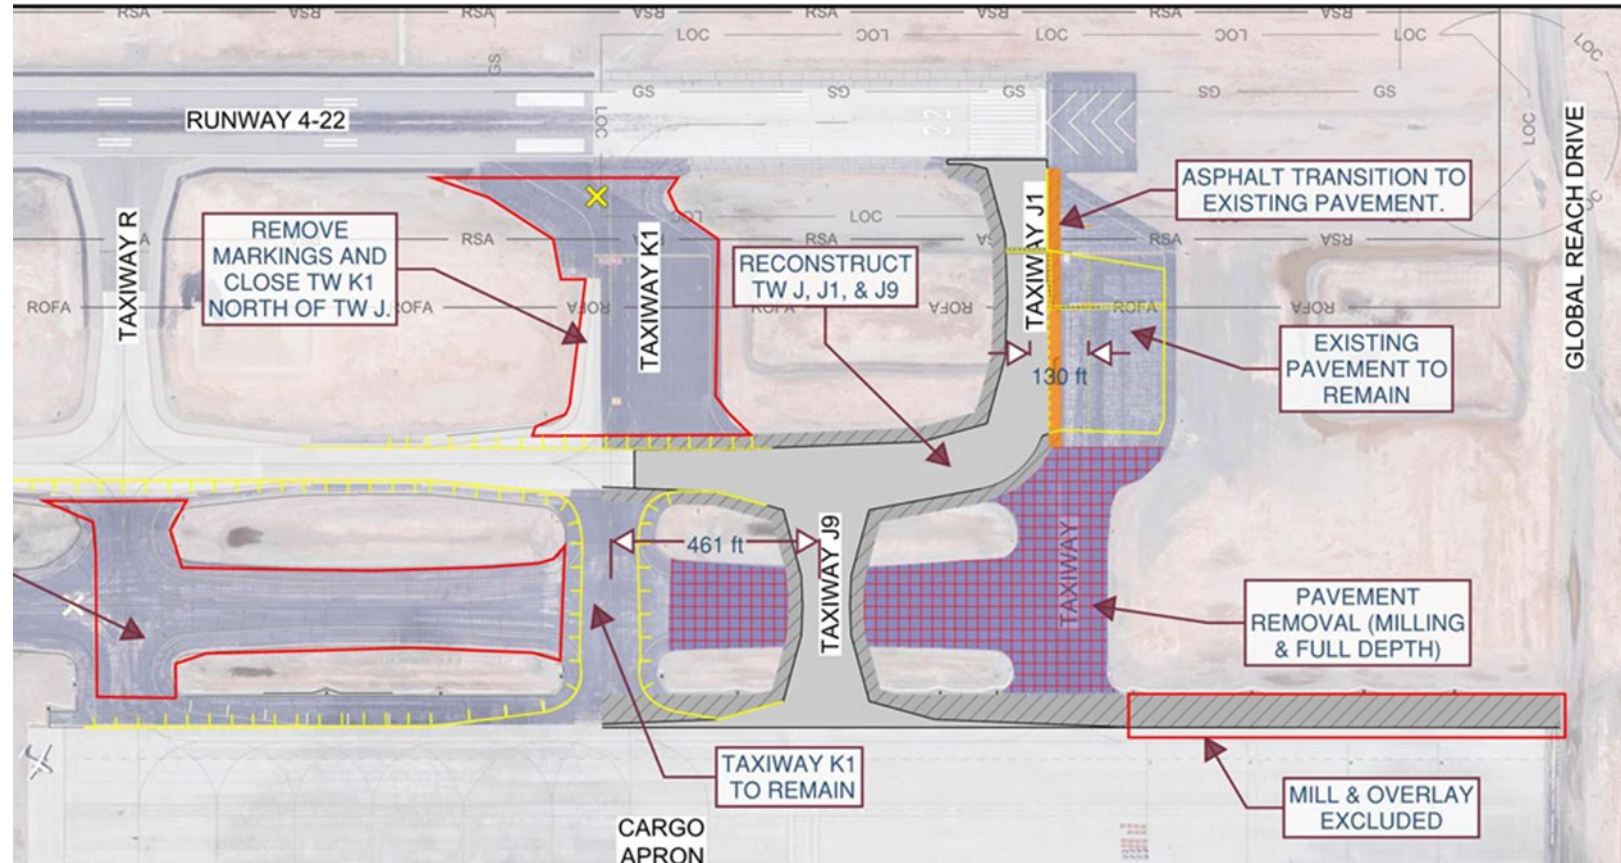 RSA RSA RSA RSA RSA RSA RSA RSA
LOC LOC LOC LOC LOC LOC
GS
GS GS GS GS GS
RUNWAY 4-22
LOC
22
LOC
GLOBAL REACH DRIVE
ASPHALT TRANSITION TO
EXISTING PAVEMENT.
TAXIWAY R
REMOVE
MARKINGS AND
CLOSE TW K1
NORTH OF TW J.
TAXIWAY K1
LOC LOC
TAXIWAY J1
RSA RSA RSA RSA
RECONSTRUCT
TW J, J1, & J9
ROFA ROFA ROFA ROFA ROFA ROFA ROFA
EXISTING
PAVEMENT TO
REMAIN
130 ft
461 ft
TAXIWAY J9
TAXIWAY
PAVEMENT
REMOVAL (MILLING
& FULL DEPTH)
TAXIWAY K1
TO REMAIN
MILL & OVERLAY
EXCLUDED
CARGO
APRON